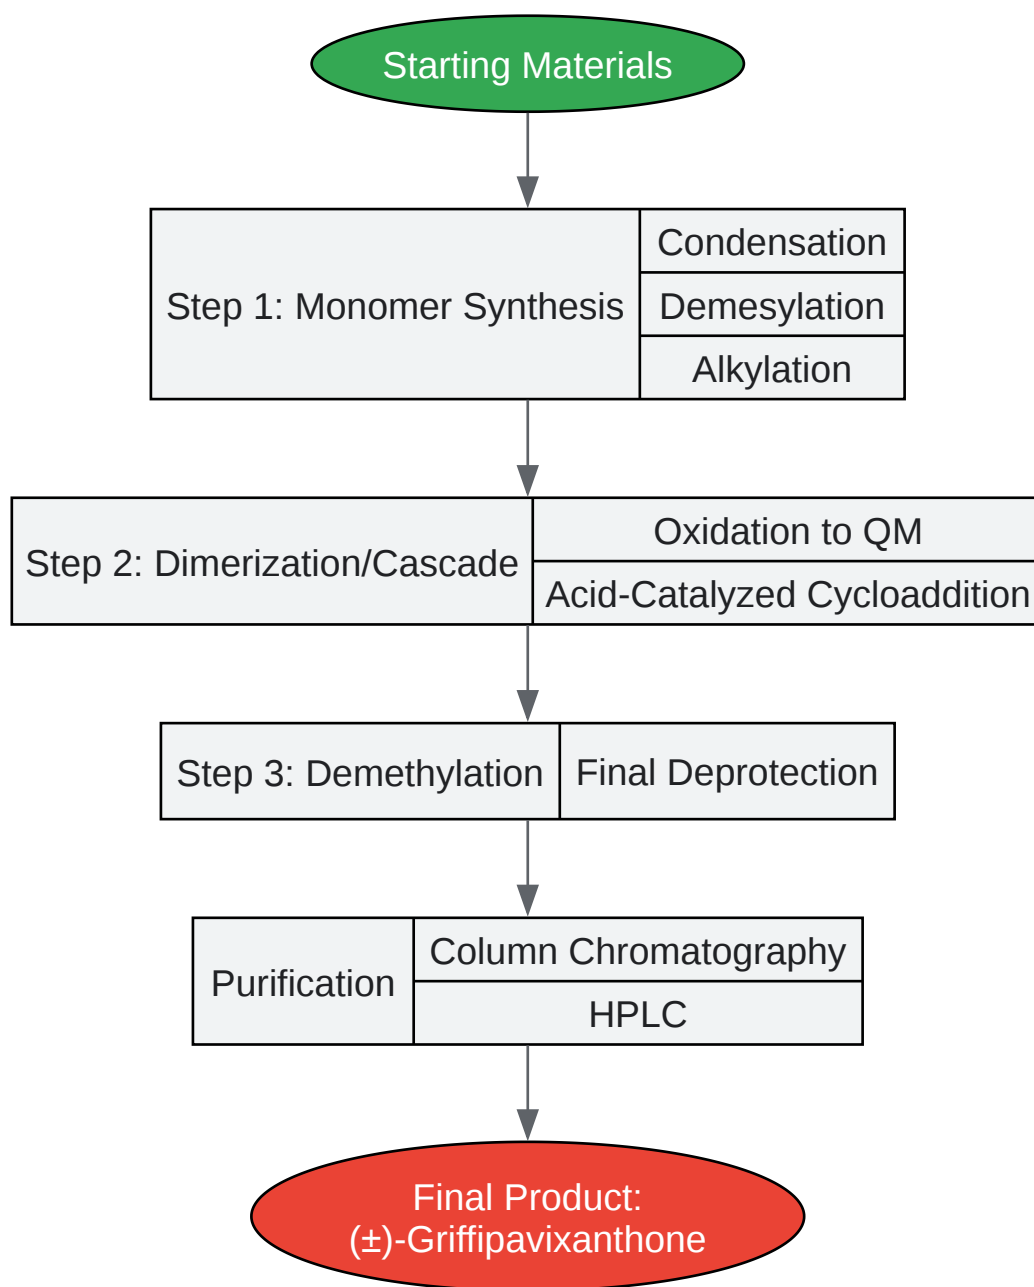 Starting Materials
Step 1: Monomer Synthesis
Condensation
Demesylation
Alkylation
Step 2: Dimerization/Cascade
Oxidation to QM
Acid-Catalyzed Cycloaddition
Step 3: Demethylation
Final Deprotection
Purification
Column Chromatography
HPLC
Final Product:
(±)-Griffipavixanthone